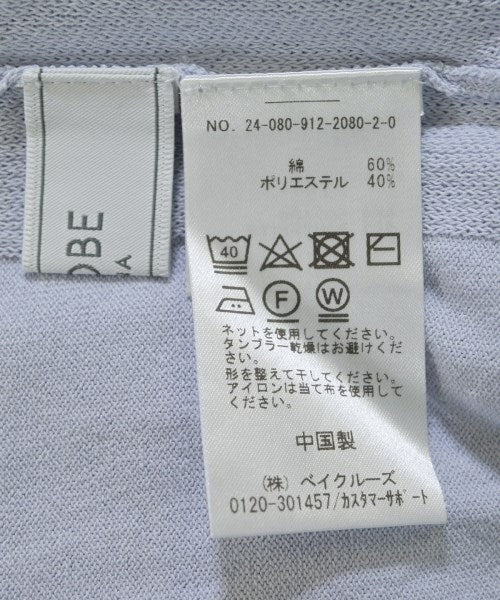 OBE
NO. 24-080-912-2080-2-0
綿 60%
ポリエステル 40%
40
F
W
ネットを使用してください。
タンブラー乾燥はお避けくだ
さい。
形を整えて干してください。
アイロンは当て布を使用して
ください。
中国製
(株) ベイクルーズ
0120-301457/カスタマーサポート